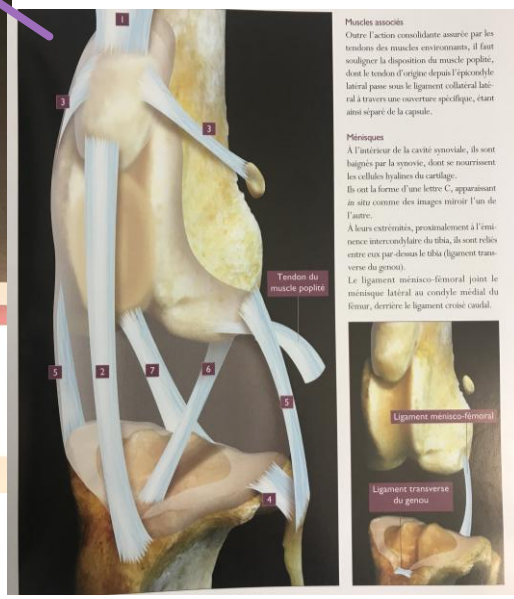 Muscles associés
Outre l'action consolidante assurée par les
tendons des muscles environnants, il faut
souligner la disposition du muscle poplité,
dont le tendon d'origine depuis l'épicondyle
latéral passe sous le ligament collatéral laté-
ral à travers une ouverture spécifique, étant
ainsi séparé de la capsule.
Ménisques
À l'intérieur de la cavité synoviale, ils sont
baignés par la synovie, dont se nourrissent
les cellules hyalines du cartilage.
Ils ont la forme d'une lettre C, apparaissant
in situ comme des images miroir l'un de
l'autre.
À leurs extrémités, proximalement à l'émi-
nence intercondylaire du tibia, ils sont reliés
entre eux par-dessus le tibia (ligament trans-
verse du genou).
Le ligament ménisco-fémoral joint le
ménisque latéral au condyle médial du
fémur, derrière le ligament croisé caudal.
1
3
3
Tendon du
muscle poplité
5
2
7
6
5
4
Ligament ménisco-fémoral
Ligament transverse
du genou